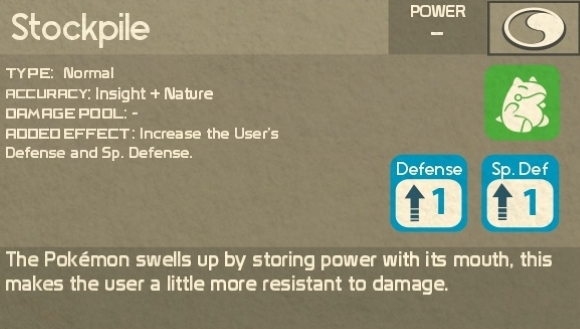 Stockpile
POWER
–
TYPE: Normal
ACCURACY: Insight + Nature
DAMAGE POOL: -
ADDED EFFECT: Increase the User's
Defense and Sp. Defense.
Defense
1
Sp. Def
1
The Pokémon swells up by storing power with its mouth, this
makes the user a little more resistant to damage.